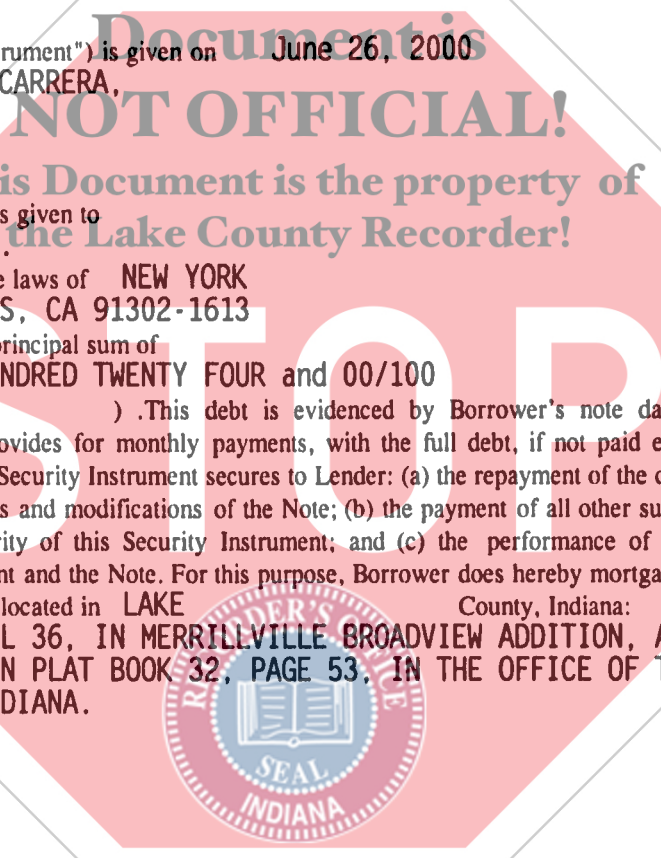 Document is
rument") is given on June 26, 2000
CARRERA,
NOT OFFICIAL!
is Document is the property of
s given to
the Lake County Recorder!
.
e laws of NEW YORK
S, CA 91302-1613
STOP
principal sum of
NDRED TWENTY FOUR and 00/100
) .This debt is evidenced by Borrower's note da
ovides for monthly payments, with the full debt, if not paid e
Security Instrument secures to Lender: (a) the repayment of the
s and modifications of the Note; (b) the payment of all other su
rity of this Security Instrument; and (c) the performance of
nt and the Note. For this purpose, Borrower does hereby mortga
located in LAKE County, Indiana:
L 36, IN MERRILLVILLE BROADVIEW ADDITION, A
N PLAT BOOK 32, PAGE 53, IN THE OFFICE OF T
DIANA.
RECORDER'S OFFICE
SEAL
INDIANA